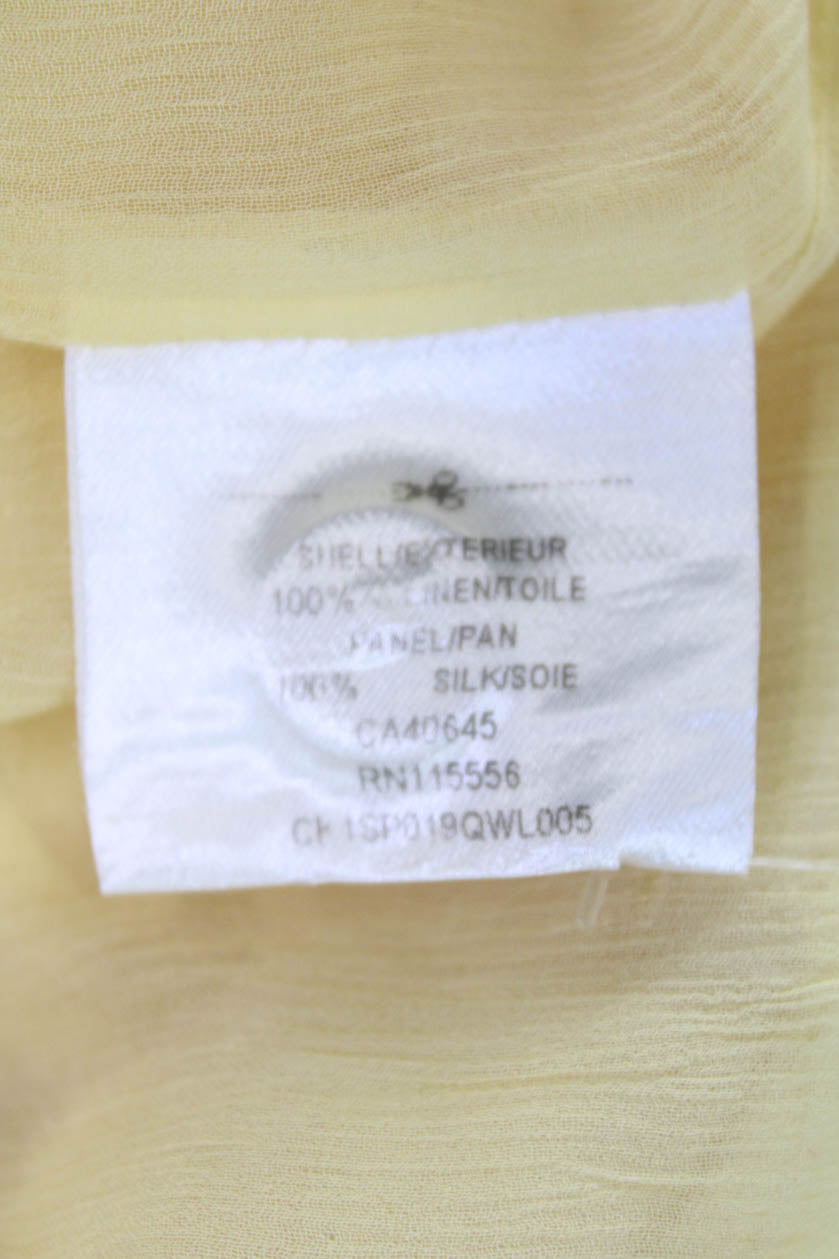 SHELL/EXTERIEUR
100% LINEN/TOILE
PANEL/PAN
100% SILK/SOIE
CA40645
RN115556